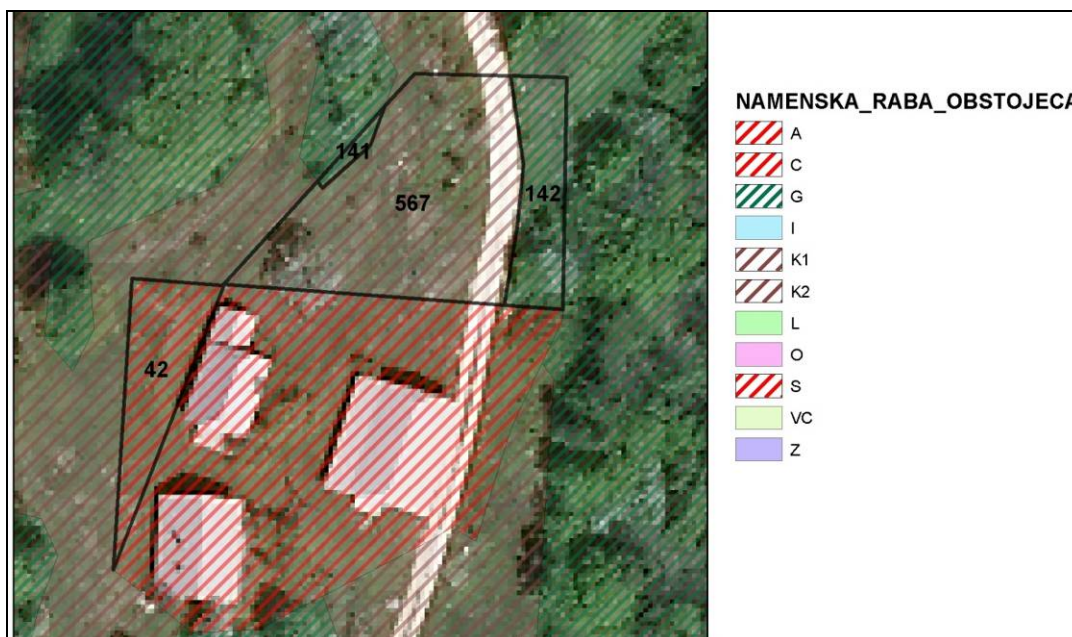 141
567
142
42
NAMENSKA_RABA_OBSTOJECA
A
C
G
I
K1
K2
L
O
S
VC
Z